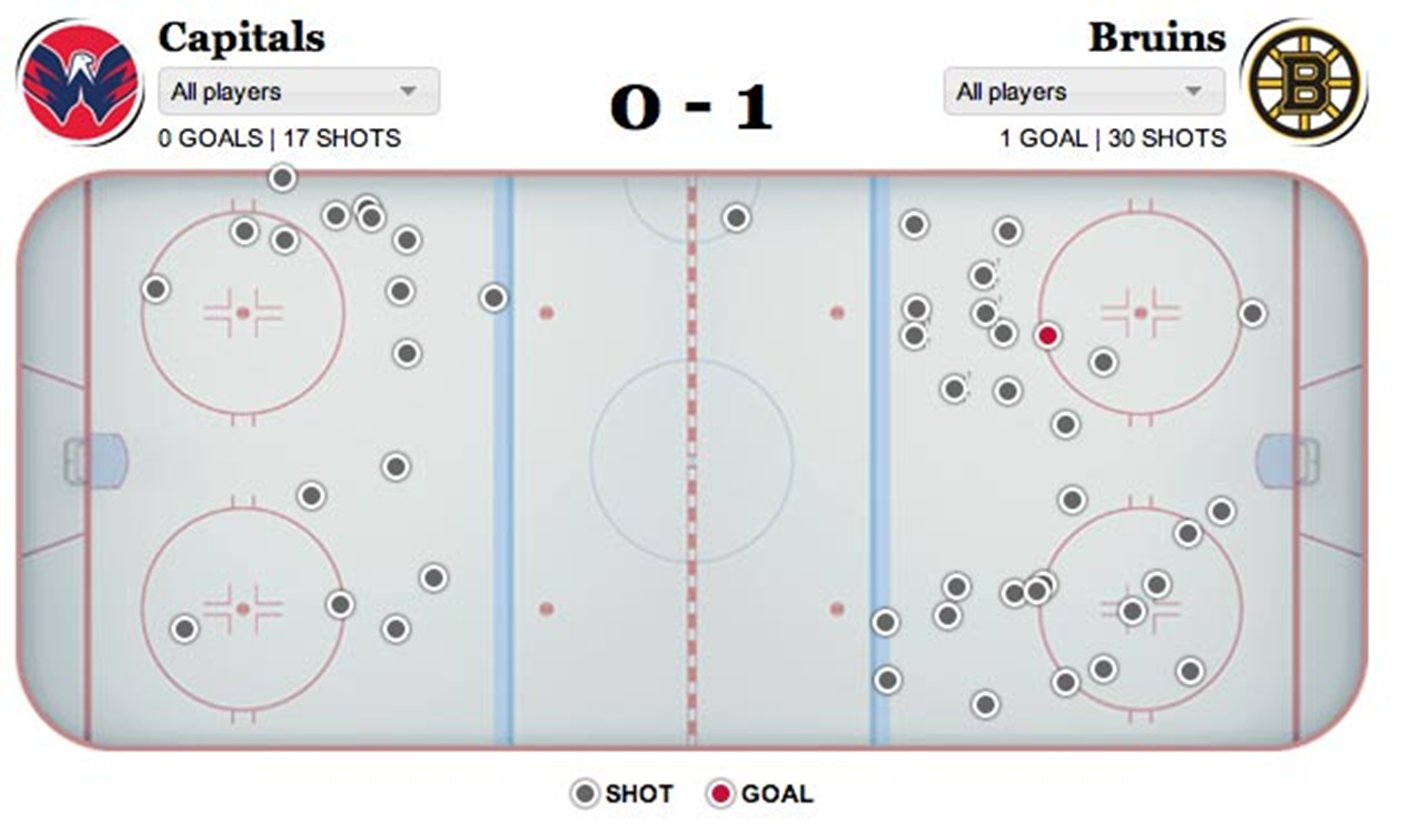 Capitals
All players
0 GOALS | 17 SHOTS
0 - 1
Bruins
All players
1 GOAL | 30 SHOTS
B
SHOT
GOAL